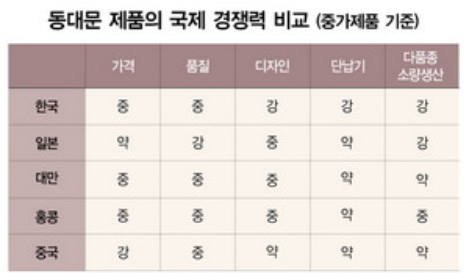 동대문 제품의 국제 경쟁력 비교 (중가제품 기준)
가격 품질 디자인 단납기 다품종 소량생산
한국 중 중 강 강 강
일본 약 강 중 약 강
대만 중 중 중 약 약
홍콩 중 중 중 약 중
중국 강 중 약 약 약